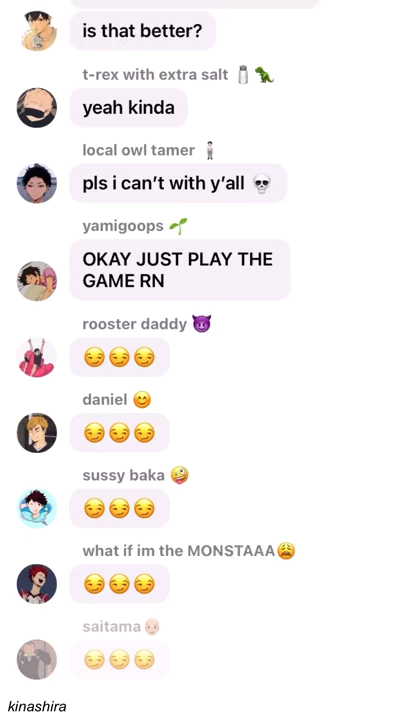 is that better?
t-rex with extra salt 🧂🦖
yeah kinda
local owl tamer 🧍🏻
pls i can't with y'all 💀
yamigoops 🌱
OKAY JUST PLAY THE
GAME RN
rooster daddy 😈
😏😏😏
daniel 😊
😏😏😏
sussy baka 🤪
😏😏😏
what if im the MONSTAAA😩
😏😏😏
saitama👨🏻‍🦲
😏😏😏
kinashira